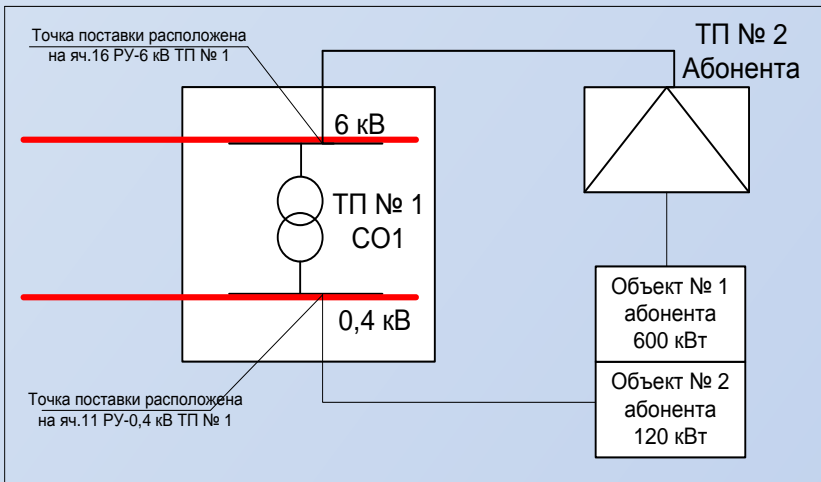 Точка поставки расположена
на яч.16 РУ-6 кВ ТП № 1
ТП № 2
Абонента
6 кВ
ТП № 1
СО1
0,4 кВ
Объект № 1
абонента
600 кВт
Объект № 2
абонента
120 кВт
Точка поставки расположена
на яч.11 РУ-0,4 кВ ТП № 1